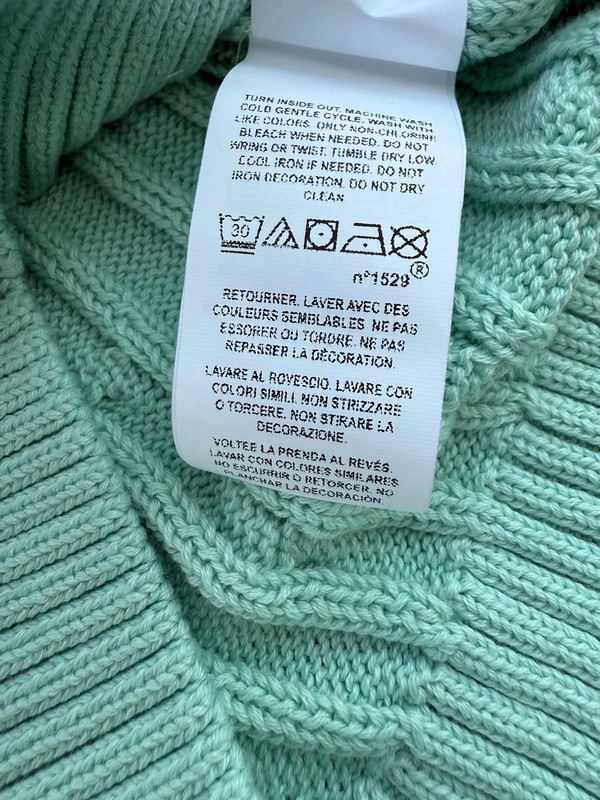 TURN INSIDE OUT. MACHINE WASH
COLD GENTLE CYCLE. WASH WITH
LIKE COLORS. ONLY NON-CHLORINE
BLEACH WHEN NEEDED. DO NOT
WRING OR TWIST. TUMBLE DRY LOW.
COOL IRON IF NEEDED. DO NOT
IRON DECORATION. DO NOT DRY
CLEAN
30
®
n°1529
RETOURNER. LAVER AVEC DES
COULEURS SEMBLABLES. NE PAS
ESSORER OU TORDRE. NE PAS
REPASSER LA DÉCORATION.
LAVARE AL ROVESCIO. LAVARE CON
COLORI SIMILI. NON STRIZZARE
O TORCERE. NON STIRARE LA
DECORAZIONE.
VOLTEE LA PRENDA AL REVÉS.
LAVAR CON COLORES SIMILARES
NO ESCURRIR O RETORCER. NO
PLANCHAR LA DECORACIÓN.